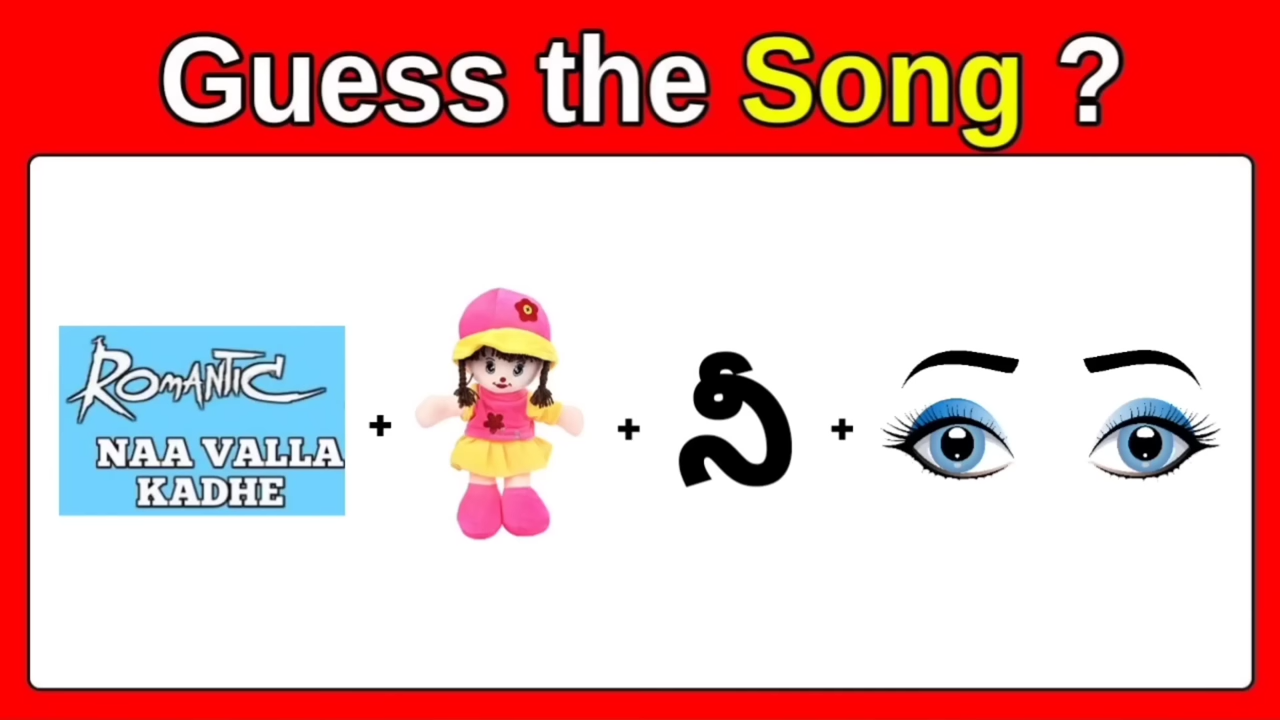 Guess the Song ?
ROMANTIC
NAA VALLA
KADHE
+
+
నీ
+